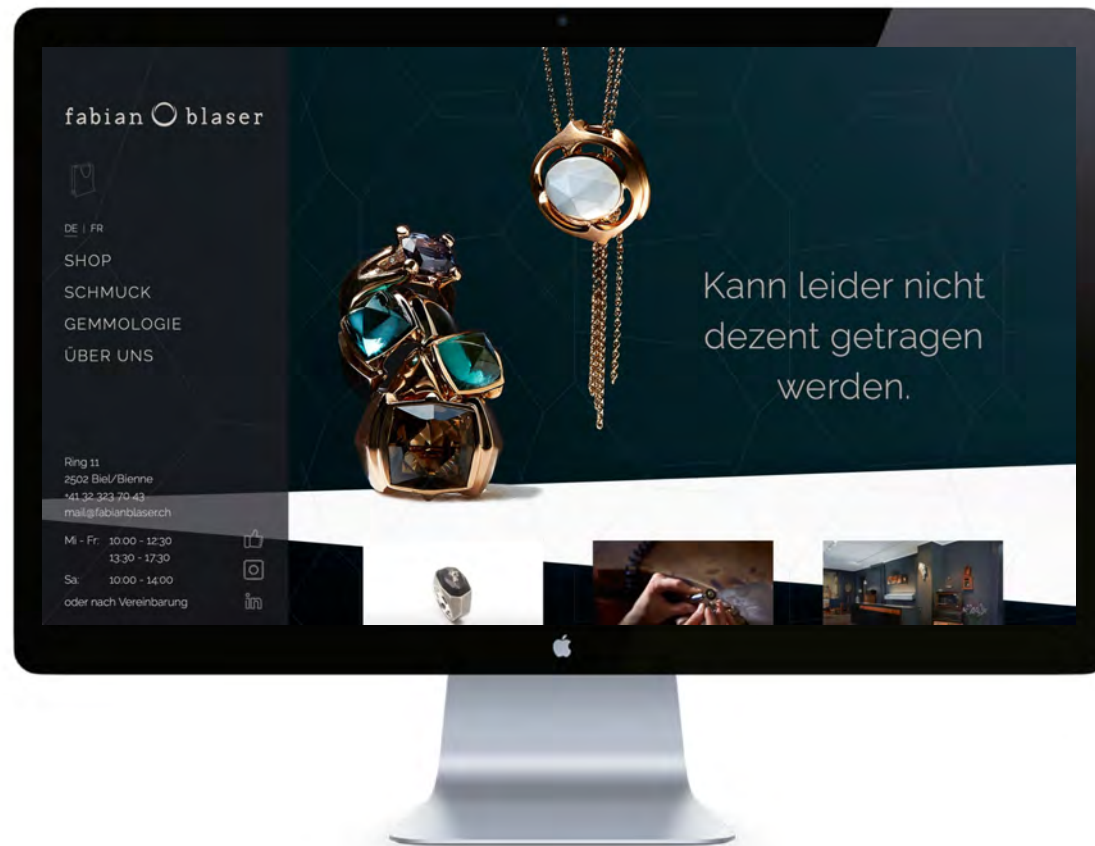 fabian blaser
DE | FR
SHOP
SCHMUCK
GEMMOLOGIE
ÜBER UNS
Kann leider nicht
dezent getragen
werden.
Ring 11
2502 Biel/Bienne
+41 32 323 70 43
mail@fabianblaser.ch
Mi - Fr: 10:00 - 12:30
13:30 - 17:30
Sa: 10:00 - 14:00
oder nach Vereinbarung
in